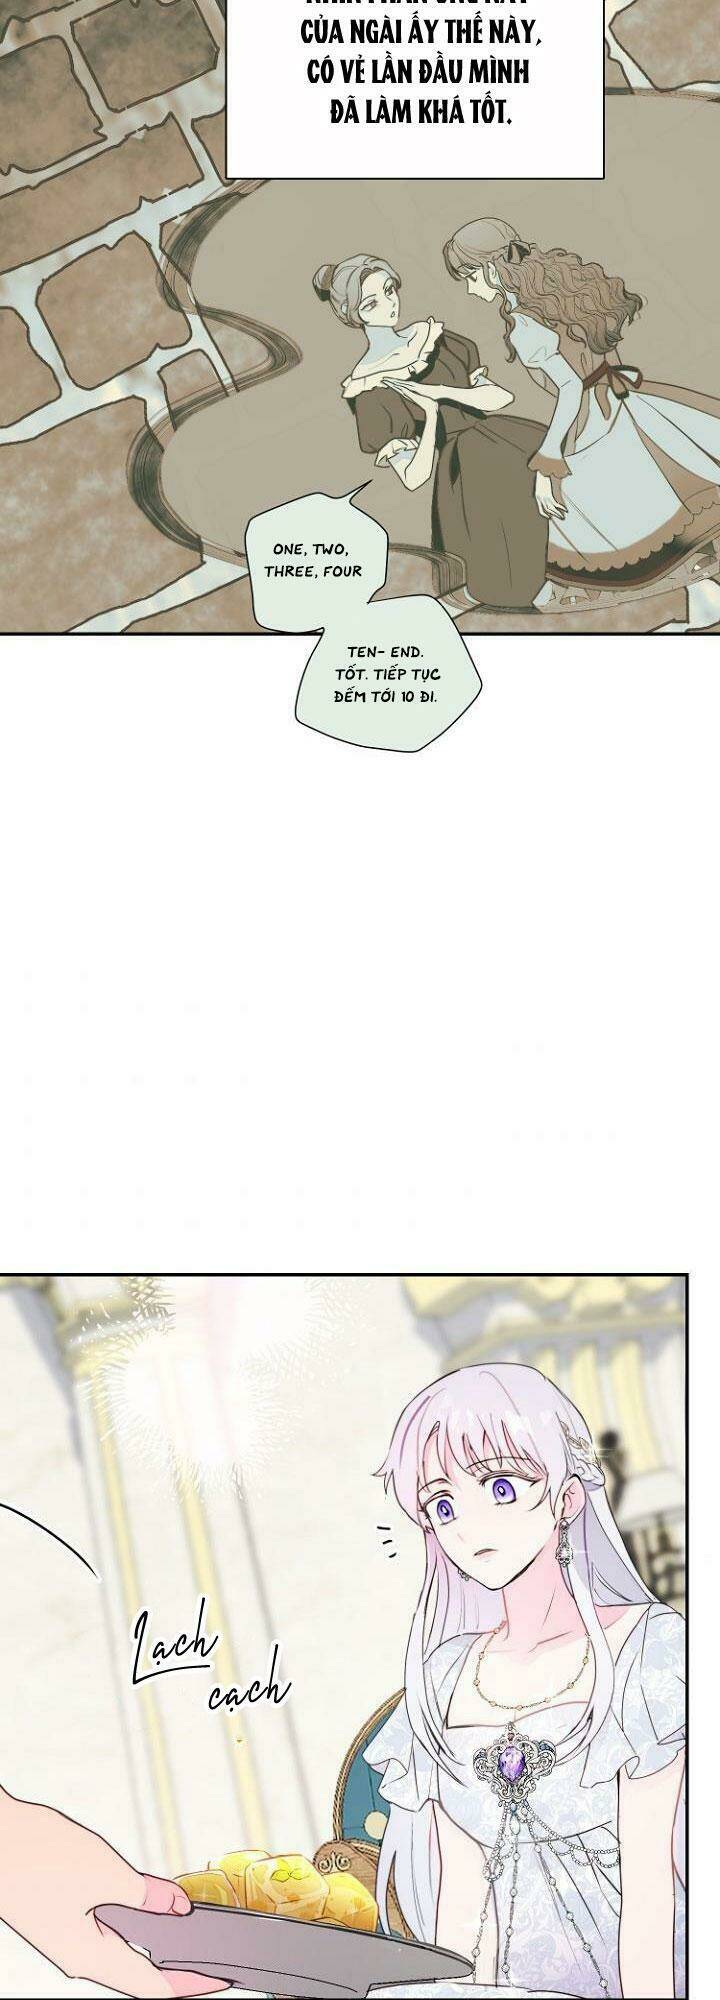 CỦA NGÀI ẤY THẾ NÀY,
CÓ VẺ LẦN ĐẦU MÌNH
ĐÃ LÀM KHÁ TỐT.
ONE, TWO,
THREE, FOUR
TEN- END.
TỐT. TIẾP TỤC
ĐẾM TỚI 10 ĐI.
Lạch
cạch